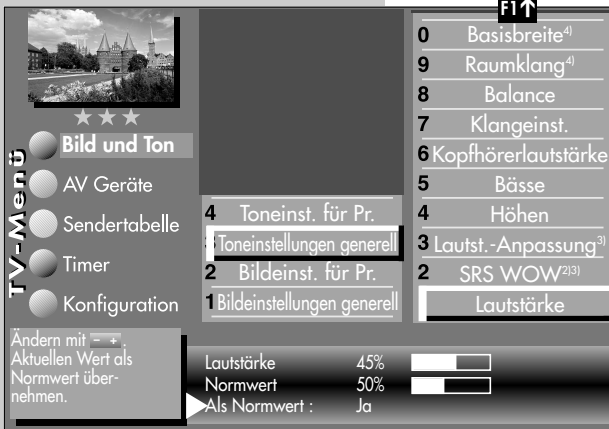 F1↑
TV-Menü
Bild und Ton
AV Geräte
Sendertabelle
Timer
Konfiguration
4 Toneinst. für Pr.
3 Toneinstellungen generell
2 Bildeinst. für Pr.
1 Bildeinstellungen generell
0 Basisbreite4)
9 Raumklang4)
8 Balance
7 Klangeinst.
6 Kopfhörerlautstärke
5 Bässe
4 Höhen
3 Lautst.-Anpassung3)
2 SRS WOW2)3)
Lautstärke
Ändern mit - + .
Aktuellen Wert als
Normwert über-
nehmen.
Lautstärke 45%
Normwert 50%
Als Normwert : Ja